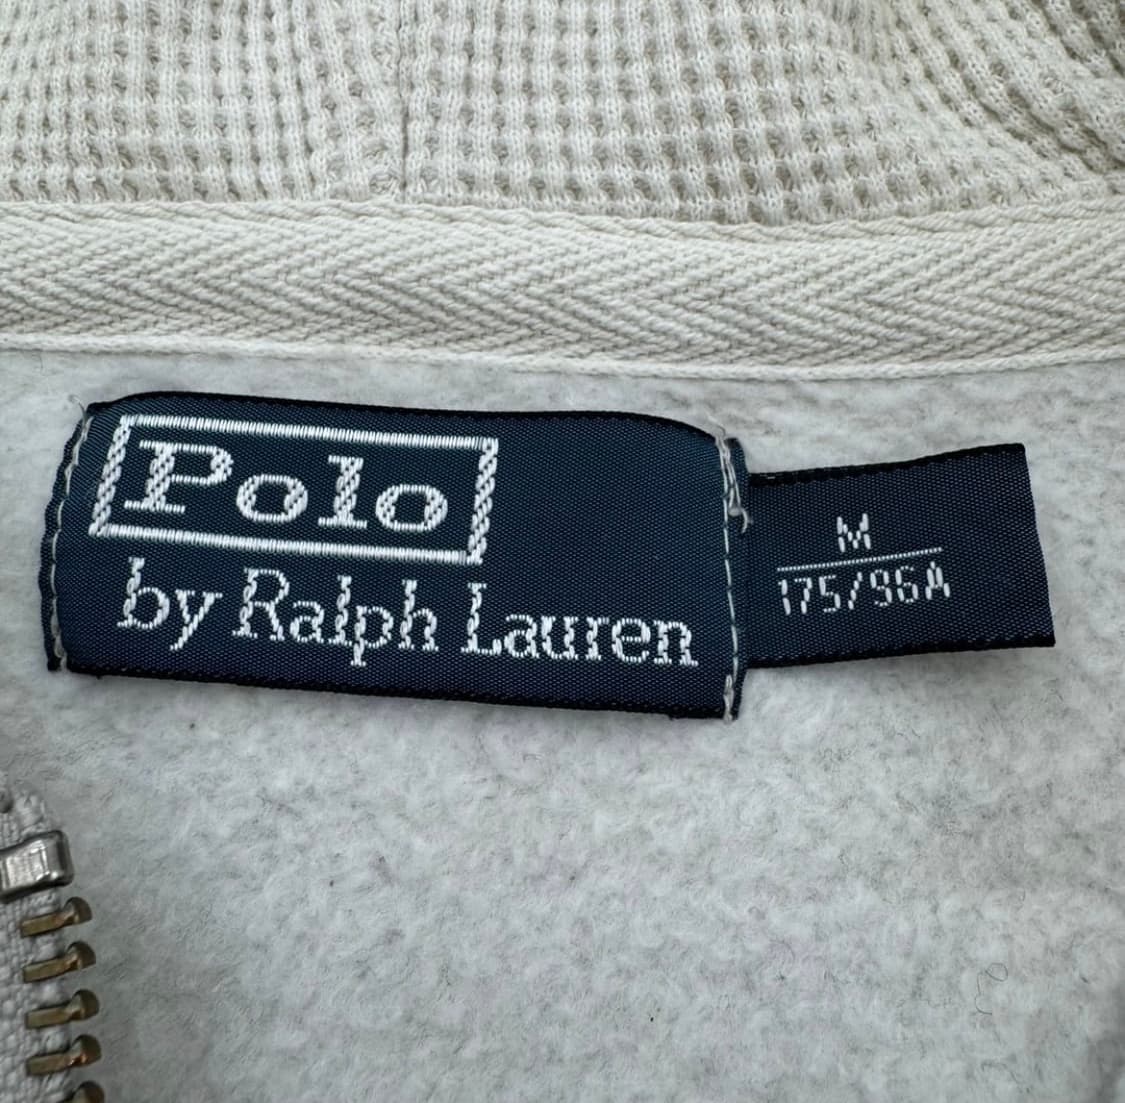 Polo
by Ralph Lauren
M
175/96A